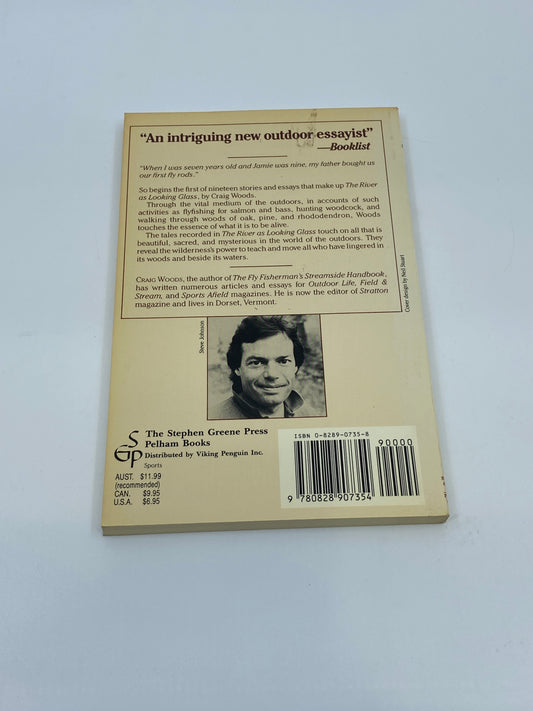 “An intriguing new outdoor essayist”
—Booklist
“When I was seven years old and Jamie was nine, my father bought us
our first fly rods.”
So begins the first of nineteen stories and essays that make up The River
as Looking Glass, by Craig Woods.
Through the vital medium of the outdoors, in accounts of such
activities as flyfishing for salmon and bass, hunting woodcock, and
walking through woods of oak, pine, and rhododendron, Woods
touches the essence of what it is to be alive.
The tales recorded in The River as Looking Glass touch on all that is
beautiful, sacred, and mysterious in the world of the outdoors. They
reveal the wilderness’s power to teach and move all who have lingered in
its woods and beside its waters.
CRAIG WOODS, the author of The Fly Fisherman’s Streamside Handbook,
has written numerous articles and essays for Outdoor Life, Field &
Stream, and Sports Afield magazines. He is now the editor of Stratton
magazine and lives in Dorset, Vermont.
Cover design by Neil Stuart
Steve Johnson
SGP
The Stephen Greene Press
Pelham Books
Distributed by Viking Penguin Inc.
Sports
AUST. $11.99
(recommended)
CAN. $9.95
U.S.A. $6.95
ISBN 0-8289-0735-8
90000
9 780828 907354